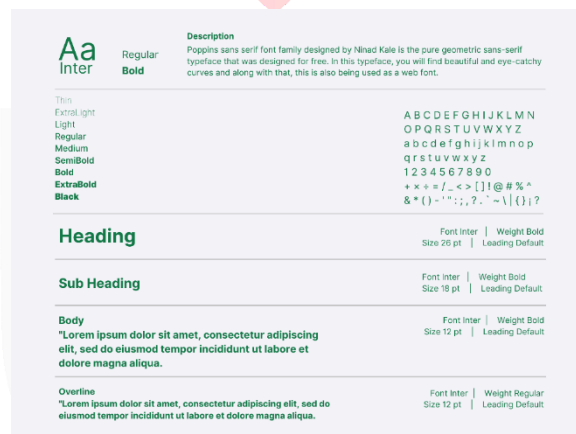 Aa
Inter
Regular
Bold
Description
Poppins sans serif font family designed by Ninad Kale is the pure geometric sans-serif
typeface that was designed for free. In this typeface, you will find beautiful and eye-catchy
curves and along with that, this is also being used as a web font.
Thin
ExtraLight
Light
Regular
Medium
SemiBold
Bold
ExtraBold
Black
A B C D E F G H I J K L M N
O P Q R S T U V W X Y Z
a b c d e f g h i j k l m n o p
q r s t u v w x y z
1 2 3 4 5 6 7 8 9 0
+ × ÷ = / _ < > [ ] ! @ # % ^
& * ( ) - ' " : ; , ? . ` ~ \ | { } ¡ ?
Heading
Font Inter | Weight Bold
Size 26 pt | Leading Default
Sub Heading
Font Inter | Weight Bold
Size 18 pt | Leading Default
Body
"Lorem ipsum dolor sit amet, consectetur adipiscing
elit, sed do eiusmod tempor incididunt ut labore et
dolore magna aliqua.
Font Inter | Weight Bold
Size 12 pt | Leading Default
Overline
"Lorem ipsum dolor sit amet, consectetur adipiscing elit, sed do
eiusmod tempor incididunt ut labore et dolore magna aliqua.
Font Inter | Weight Regular
Size 12 pt | Leading Default